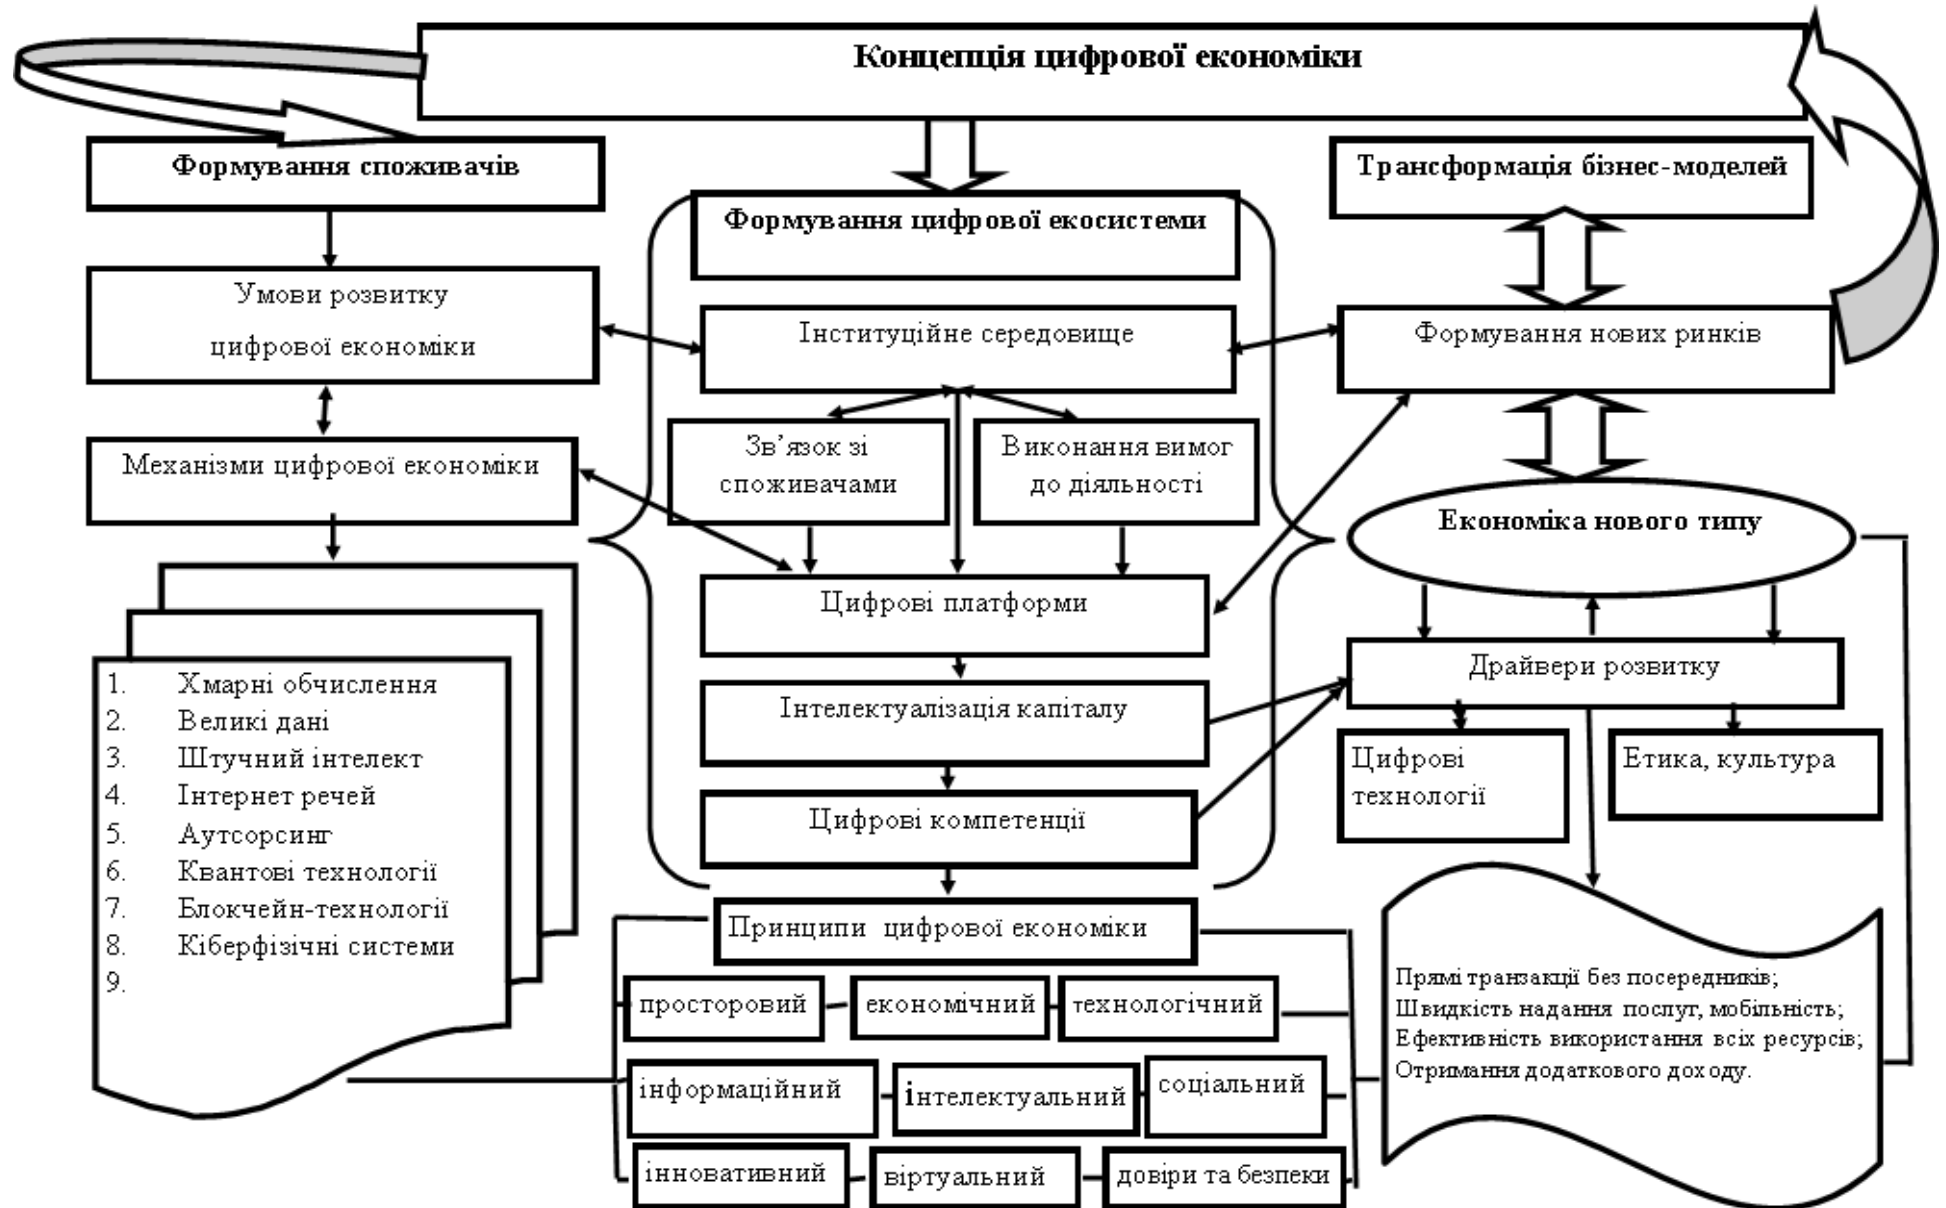 Концепція цифрової економіки
Формування споживачів
Трансформація бізнес-моделей
Формування цифрової екосистеми
Умови розвитку
цифрової економіки
Інституційне середовище
Формування нових ринків
Механізми цифрової економіки
Зв’язок зі
споживачами
Виконання вимог
до діяльності
Економіка нового типу
Цифрові платформи
Драйвери розвитку
1. Хмарні обчислення
2. Великі дані
3. Штучний інтелект
4. Інтернет речей
5. Аутсорсинг
6. Квантові технології
7. Блокчейн-технології
8. Кіберфізичні системи
9.
Інтелектуалізація капіталу
Цифрові
технології
Етика, культура
Цифрові компетенції
Принципи цифрової економіки
просторовий
економічний
технологічний
інформаційний
інтелектуальний
соціальний
інновативний
віртуальний
довіри та безпеки
Прямі транзакції без посередників;
Швидкість надання послуг, мобільність;
Ефективність використання всіх ресурсів;
Отримання додаткового доходу.